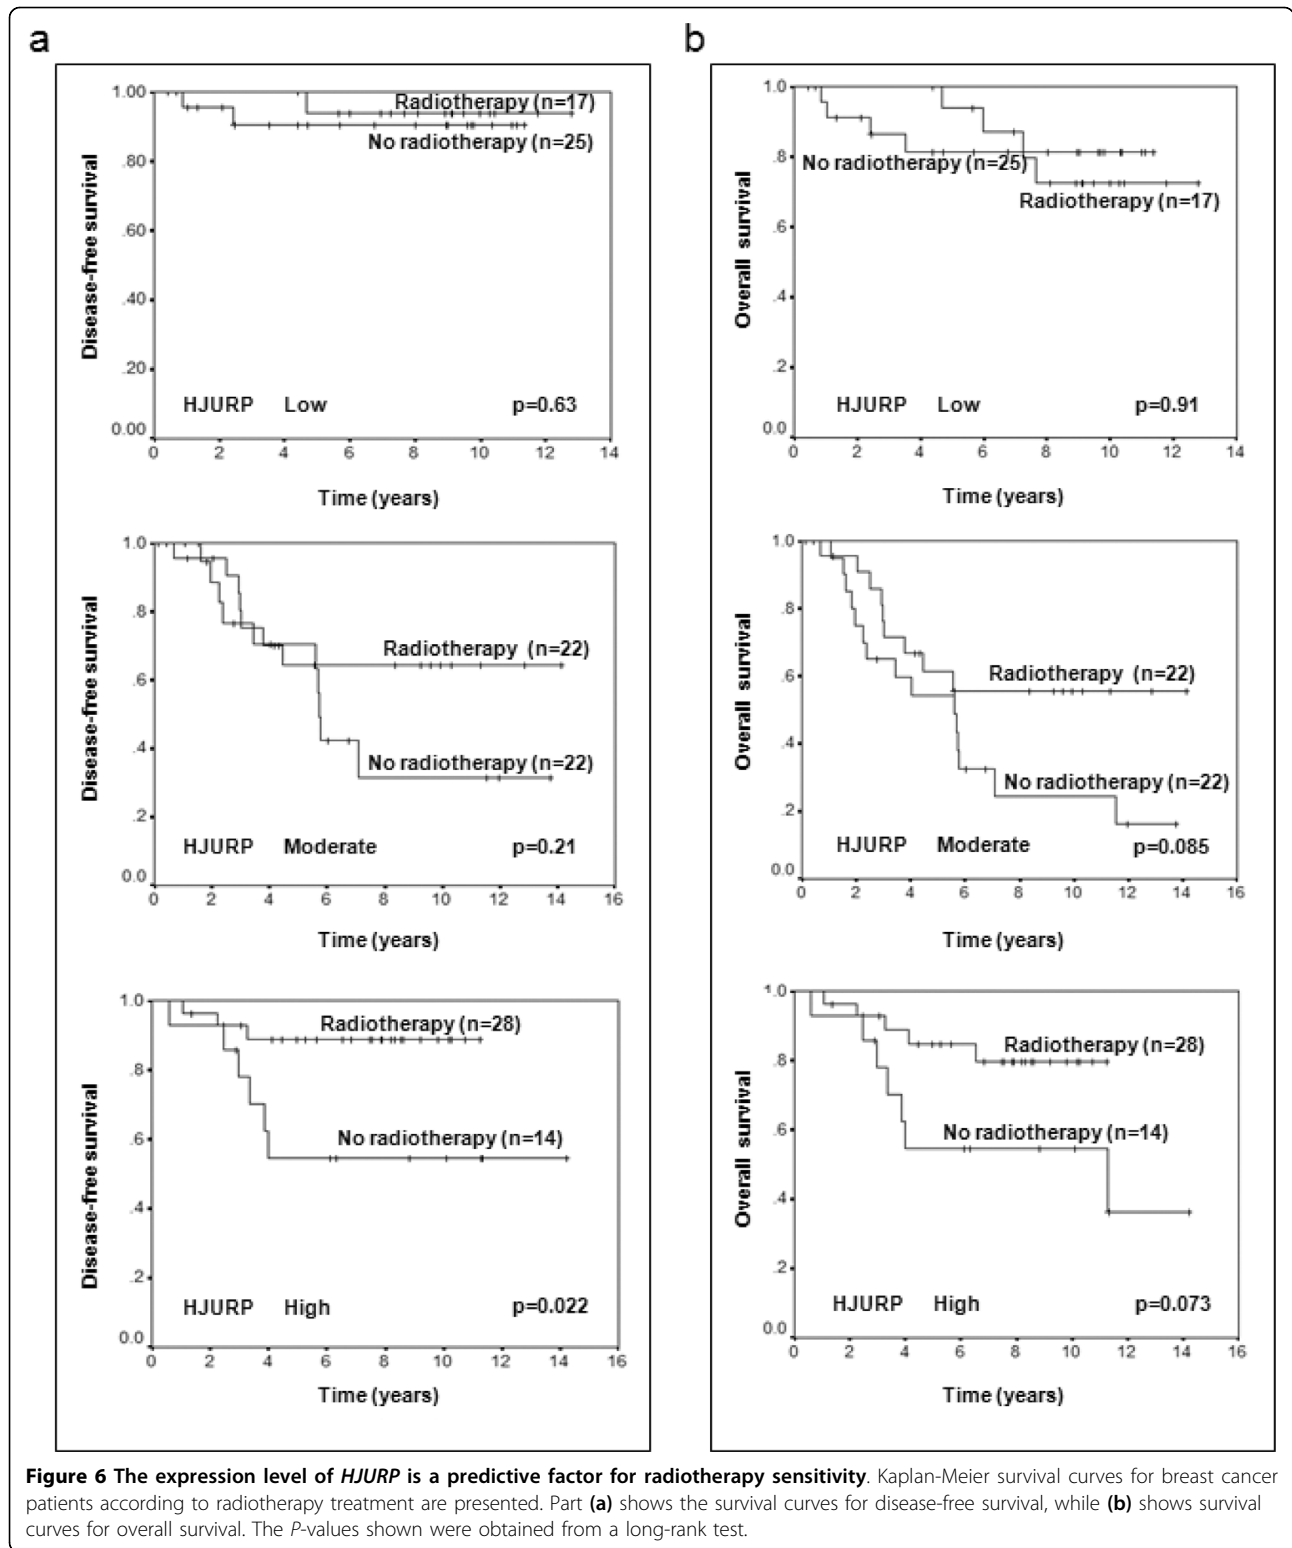 a
b
1.00
.80
.60
.40
.20
0.00
Disease-free survival
Radiotherapy (n=17)
No radiotherapy (n=25)
HJURP Low p=0.63
0 2 4 6 8 10 12 14
Time (years)
1.0
.8
.6
.4
.2
0.0
Overall survival
No radiotherapy (n=25)
Radiotherapy (n=17)
HJURP Low p=0.91
0 2 4 6 8 10 12 14
Time (years)
1.0
.8
.6
.4
.2
0.0
Disease-free survival
Radiotherapy (n=22)
No radiotherapy (n=22)
HJURP Moderate p=0.21
0 2 4 6 8 10 12 14 16
Time (years)
1.0
.8
.6
.4
.2
0.0
Overall survival
Radiotherapy (n=22)
No radiotherapy (n=22)
HJURP Moderate p=0.085
0 2 4 6 8 10 12 14 16
Time (years)
1.0
.8
.6
.4
.2
0.0
Disease-free survival
Radiotherapy (n=28)
No radiotherapy (n=14)
HJURP High p=0.022
0 2 4 6 8 10 12 14 16
Time (years)
1.0
.8
.6
.4
.2
0.0
Overall survival
Radiotherapy (n=28)
No radiotherapy (n=14)
HJURP High p=0.073
0 2 4 6 8 10 12 14 16
Time (years)
Figure 6 The expression level of HJURP is a predictive factor for radiotherapy sensitivity. Kaplan-Meier survival curves for breast cancer
patients according to radiotherapy treatment are presented. Part (a) shows the survival curves for disease-free survival, while (b) shows survival
curves for overall survival. The P-values shown were obtained from a long-rank test.